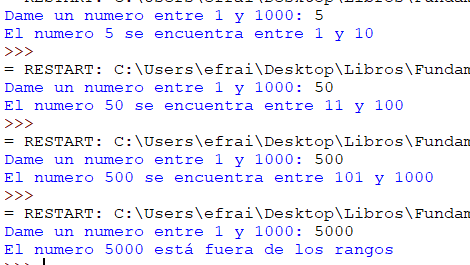 Dame un numero entre 1 y 1000: 5
El numero 5 se encuentra entre 1 y 10
>>>
= RESTART: C:\Users\efrai\Desktop\Libros\Fundam
Dame un numero entre 1 y 1000: 50
El numero 50 se encuentra entre 11 y 100
>>>
= RESTART: C:\Users\efrai\Desktop\Libros\Fundam
Dame un numero entre 1 y 1000: 500
El numero 500 se encuentra entre 101 y 1000
>>>
= RESTART: C:\Users\efrai\Desktop\Libros\Fundam
Dame un numero entre 1 y 1000: 5000
El numero 5000 está fuera de los rangos
>>>